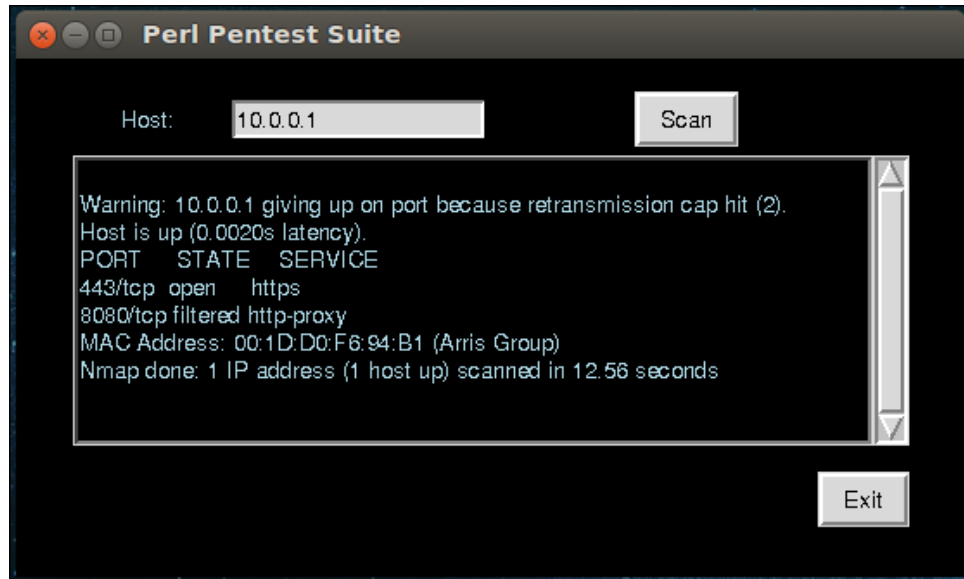 Perl Pentest Suite
Host: 10.0.0.1 Scan
Warning: 10.0.0.1 giving up on port because retransmission cap hit (2).
Host is up (0.0020s latency).
PORT STATE SERVICE
443/tcp open https
8080/tcp filtered http-proxy
MAC Address: 00:1D:D0:F6:94:B1 (Arris Group)
Nmap done: 1 IP address (1 host up) scanned in 12.56 seconds
Exit